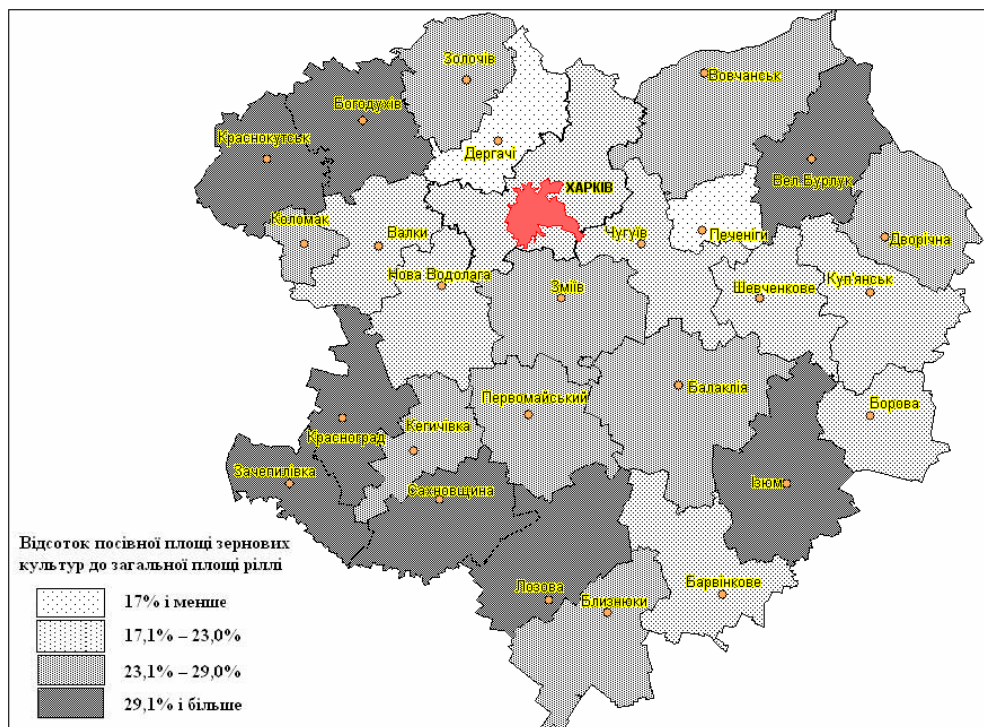 Золочів
Вовчанськ
Богодухів
Краснокутськ
Дергачі
Вел.Бурлук
ХАРКІВ
Коломак
Валки
Чугуїв
Печеніги
Дворічна
Нова Водолага
Зміїв
Шевченкове
Куп'янськ
Первомайський
Балаклія
Борова
Красноград
Кегичівка
Зачепилівка
Сахновщина
Ізюм
Лозова
Близнюки
Барвінкове
Відсоток посівної площі зернових
культур до загальної площі ріллі
17% і менше
17,1% – 23,0%
23,1% – 29,0%
29,1% і більше